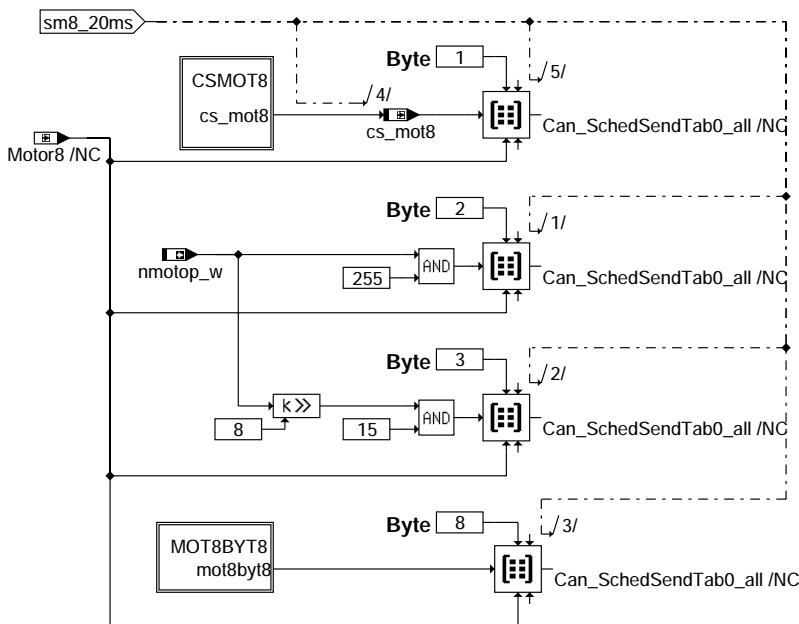 sm8_20ms
Byte 1
5/
CSMOT8
cs_mot8
4/
cs_mot8
Can_SchedSendTab0_all /NC
Motor8 /NC
Byte 2
1/
nmotop_w
255
AND
Can_SchedSendTab0_all /NC
Byte 3
2/
k>>
8
15
AND
Can_SchedSendTab0_all /NC
Byte 8
3/
MOT8BYT8
mot8byt8
Can_SchedSendTab0_all /NC